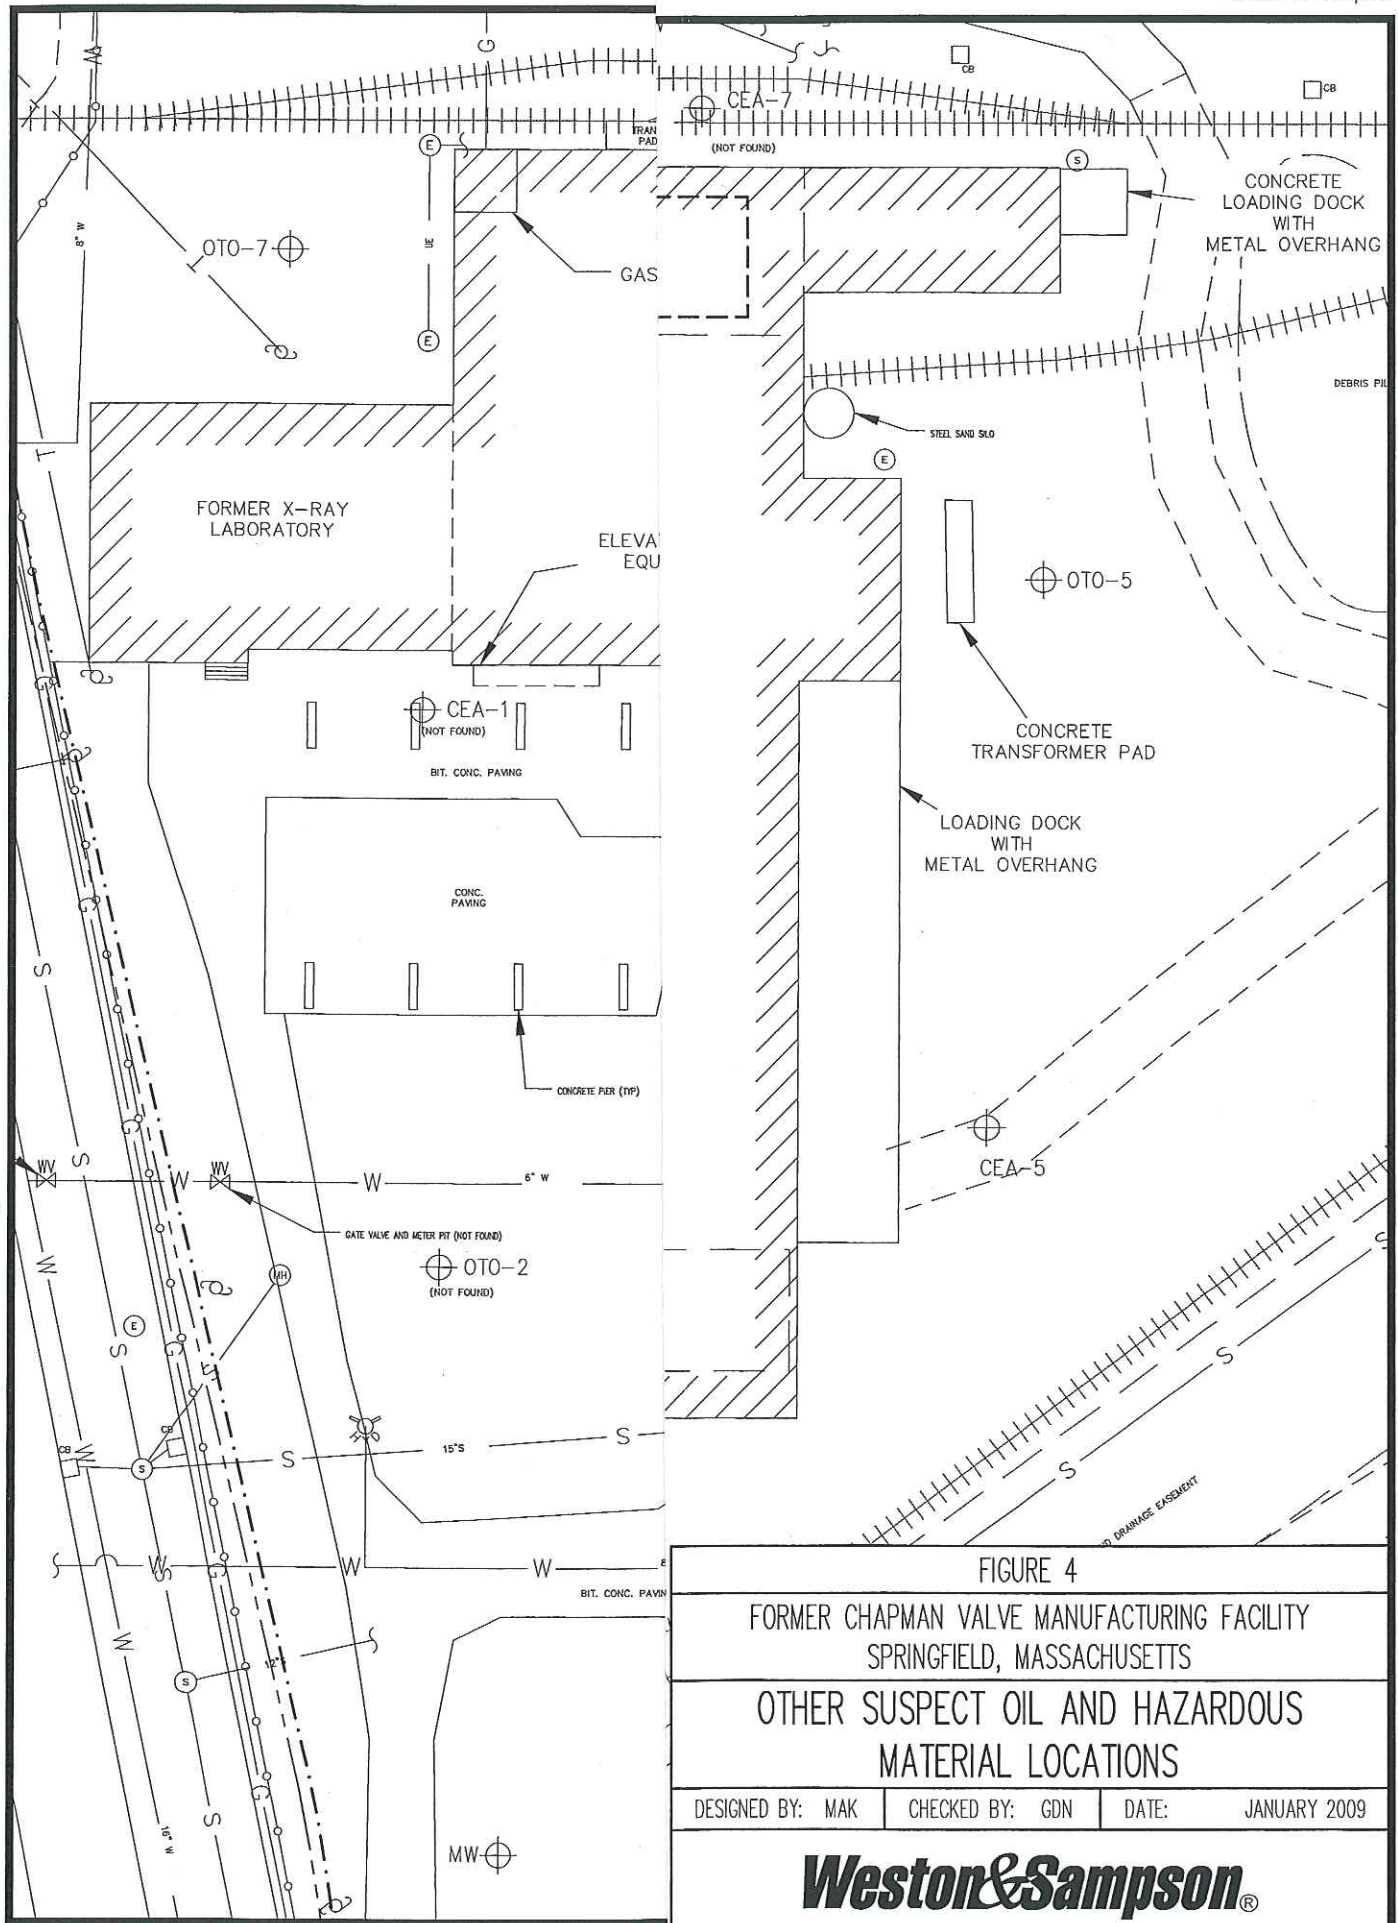 W
G
CEA-7
(NOT FOUND)
CB
CB
TRAN
PAD
E
S
CONCRETE
LOADING DOCK
WITH
METAL OVERHANG
8" W
OTO-7
UE
GAS
T
E
DEBRIS PIL
STEEL SAND SILO
T
E
FORMER X-RAY
LABORATORY
ELEVA
EQU
OTO-5
G
CEA-1
(NOT FOUND)
BIT. CONC. PAVING
CONCRETE
TRANSFORMER PAD
LOADING DOCK
WITH
METAL OVERHANG
CONC.
PAVING
G
S
CONCRETE PIER (TYP)
G
S
CEA-5
WV
W
WV
W
6" W
GATE VALVE AND METER PIT (NOT FOUND)
W
OTO-2
(NOT FOUND)
MH
E
S
G
S
S
S
HYD
CB
CB
W
S
S
15"S
S
S
D DRAINAGE EASEMENT
W
S
G
W
W
8
BIT. CONC. PAVIN
W
12"S
S
G
S
16" W
MW
FIGURE 4
FORMER CHAPMAN VALVE MANUFACTURING FACILITY
SPRINGFIELD, MASSACHUSETTS
OTHER SUSPECT OIL AND HAZARDOUS
MATERIAL LOCATIONS
DESIGNED BY: MAK CHECKED BY: GDN DATE: JANUARY 2009
Weston&Sampson®